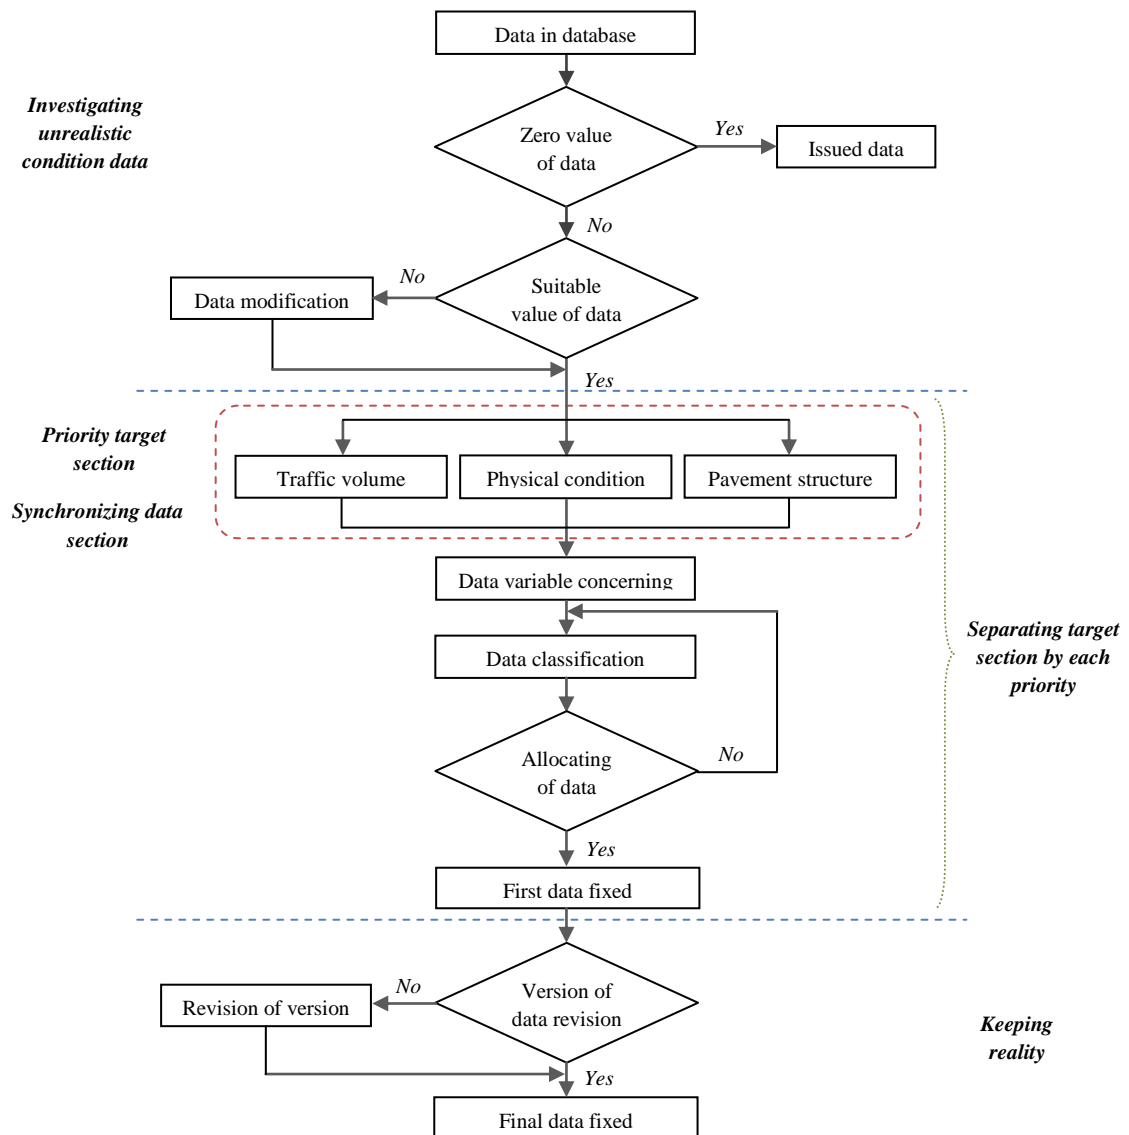 Data in database
Investigating
unrealistic
condition data
Zero value
of data
Yes
Issued data
No
Suitable
value of data
No
Data modification
Yes
Priority target
section
Synchronizing data
section
Traffic volume
Physical condition
Pavement structure
Data variable concerning
Data classification
Separating target
section by each
priority
Allocating
of data
No
Yes
First data fixed
Version of
data revision
No
Revision of version
Keeping
reality
Yes
Final data fixed